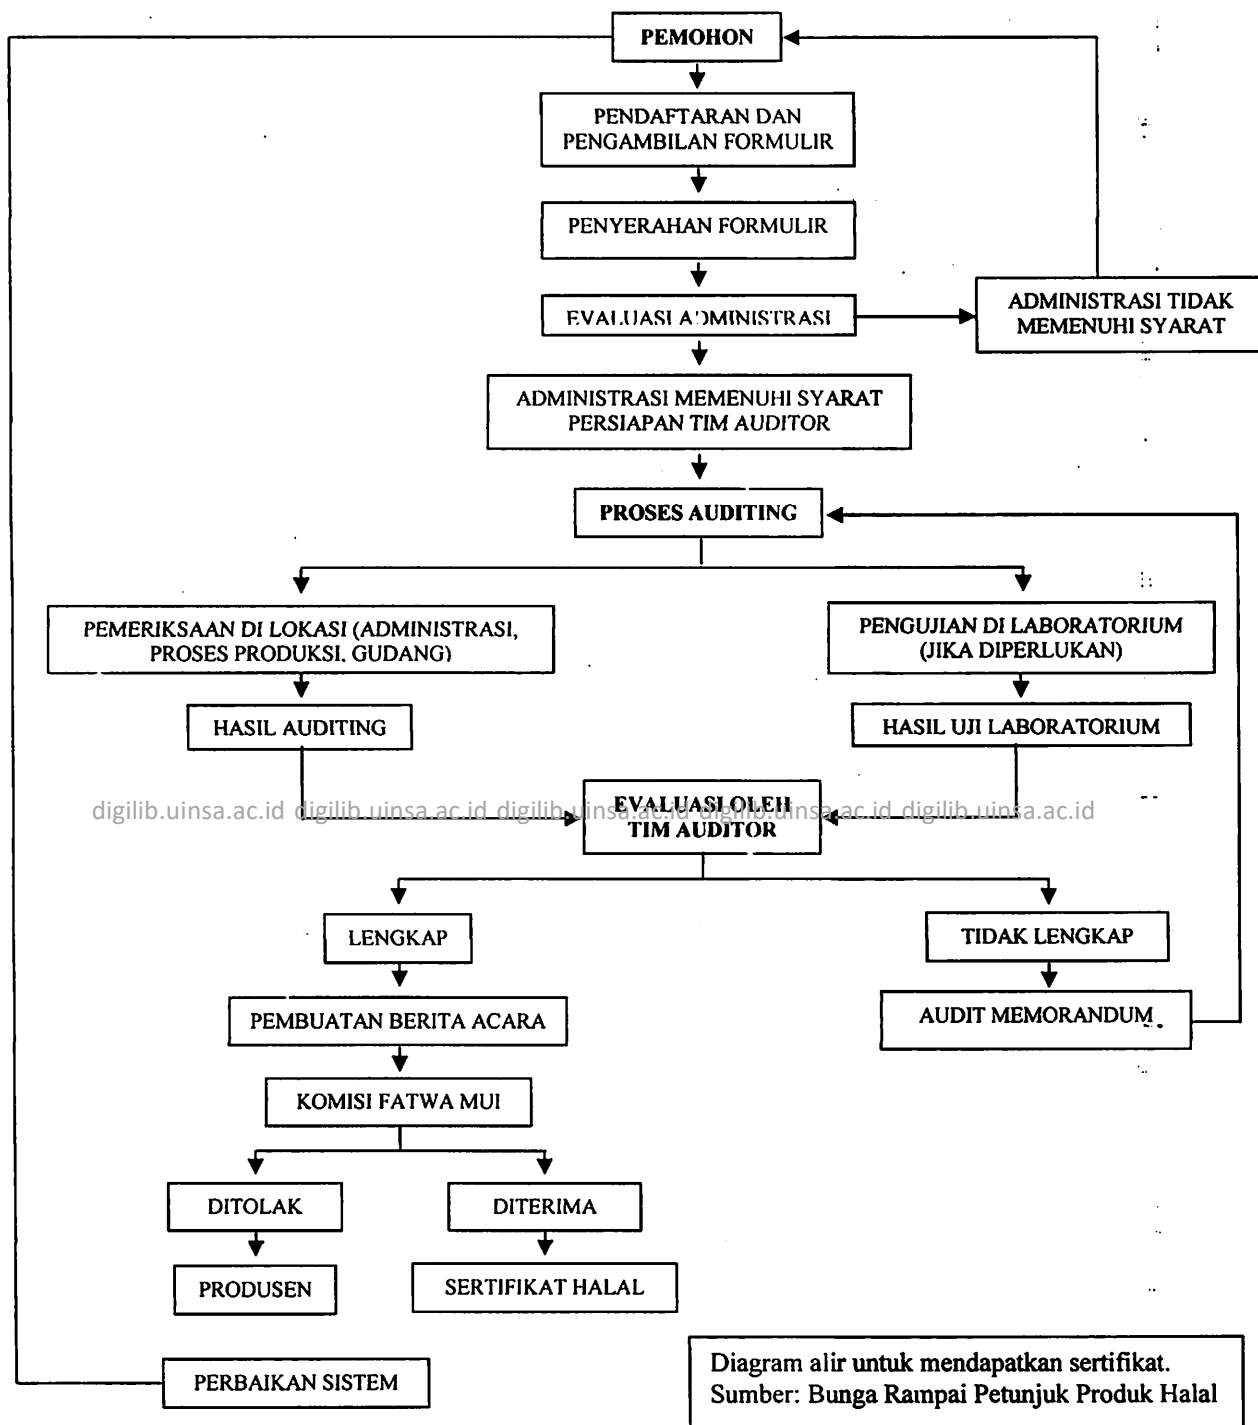 PEMOHON
PENDAFTARAN DAN
PENGAMBILAN FORMULIR
PENYERAHAN FORMULIR
EVALUASI ADMINISTRASI
ADMINISTRASI TIDAK
MEMENUHI SYARAT
ADMINISTRASI MEMENUHI SYARAT
PERSIAPAN TIM AUDITOR
PROSES AUDITING
PEMERIKSAAN DI LOKASI (ADMINISTRASI,
PROSES PRODUKSI, GUDANG)
PENGUJIAN DI LABORATORIUM
(JIKA DIPERLUKAN)
HASIL AUDITING
HASIL UJI LABORATORIUM
EVALUASI OLEH
TIM AUDITOR
digilib.uinsa.ac.id digilib.uinsa.ac.id digilib.uinsa.ac.id digilib.uinsa.ac.id digilib.uinsa.ac.id
LENGKAP
TIDAK LENGKAP
PEMBUATAN BERITA ACARA
AUDIT MEMORANDUM
KOMISI FATWA MUI
DITOLAK
DITERIMA
PRODUSEN
SERTIFIKAT HALAL
PERBAIKAN SISTEM
Diagram alir untuk mendapatkan sertifikat.
Sumber: Bunga Rampai Petunjuk Produk Halal